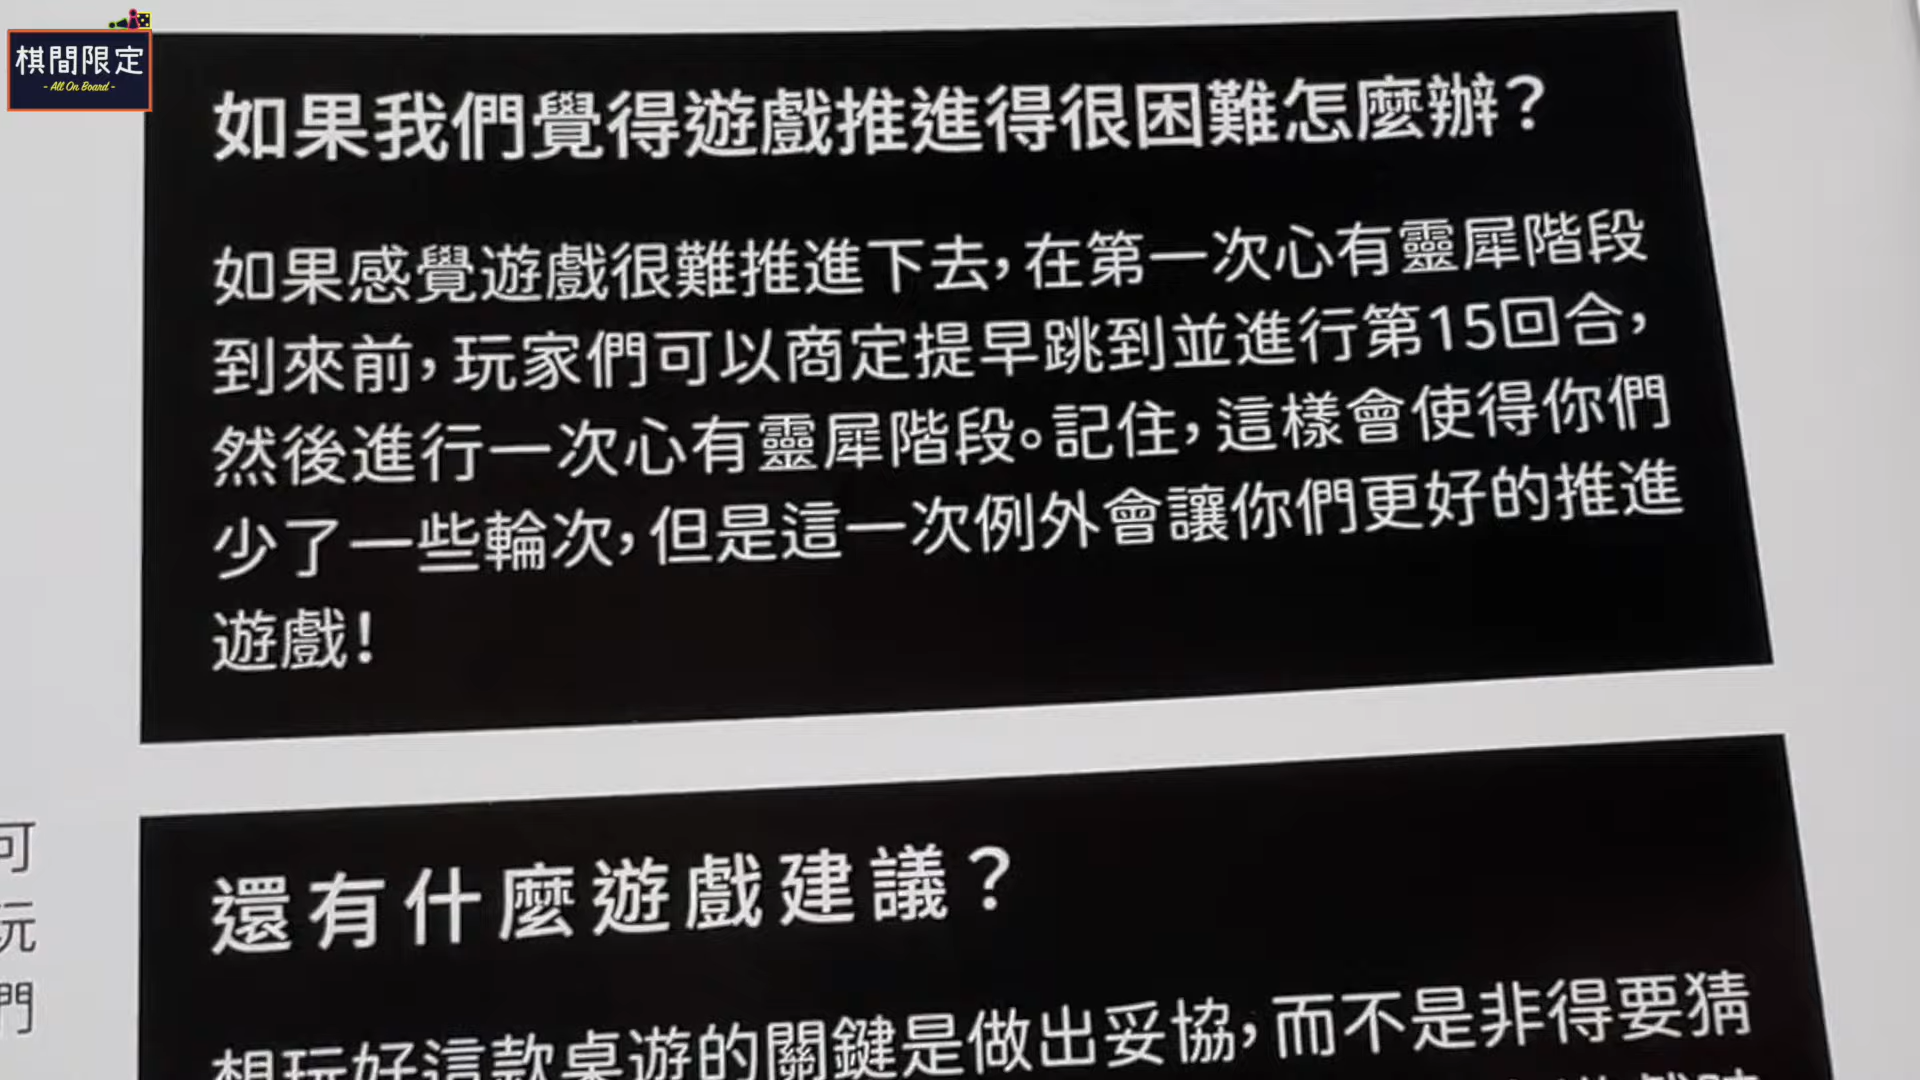 棋間限定
- All On Board -
如果我們覺得遊戲推進得很困難怎麼辦？
如果感覺遊戲很難推進下去，在第一次心有靈犀階段
到來前，玩家們可以商定提早跳到並進行第15回合，
然後進行一次心有靈犀階段。記住，這樣會使得你們
少了一些輪次，但是這一次例外會讓你們更好的推進
遊戲！
可
玩
們
還有什麼遊戲建議？
想玩好這款桌遊的關鍵是做出妥協，而不是非得要猜